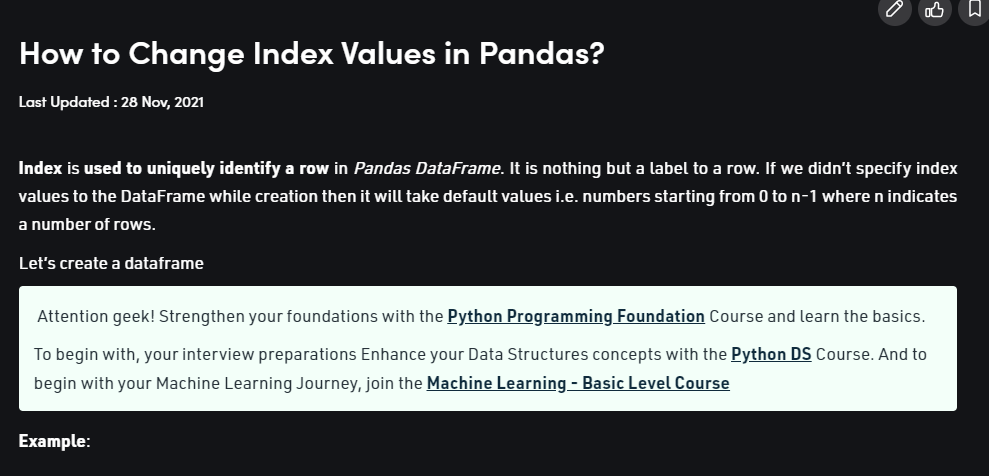 How to Change Index Values in Pandas?
Last Updated : 28 Nov, 2021
Index is used to uniquely identify a row in Pandas DataFrame. It is nothing but a label to a row. If we didn't specify index
values to the DataFrame while creation then it will take default values i.e. numbers starting from 0 to n-1 where n indicates
a number of rows.
Let's create a dataframe
Attention geek! Strengthen your foundations with the Python Programming Foundation Course and learn the basics.
To begin with, your interview preparations Enhance your Data Structures concepts with the Python DS Course. And to
begin with your Machine Learning Journey, join the Machine Learning - Basic Level Course
Example: